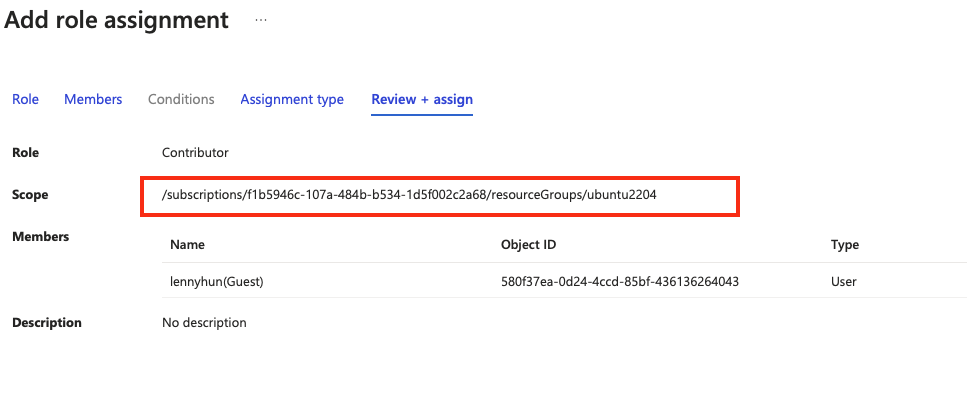 Add role assignment ...
Role Members Conditions Assignment type Review + assign
Role Contributor
Scope /subscriptions/f1b5946c-107a-484b-b534-1d5f002c2a68/resourceGroups/ubuntu2204
Members
Name Object ID Type
lennyhun(Guest) 580f37ea-0d24-4ccd-85bf-436136264043 User
Description No description